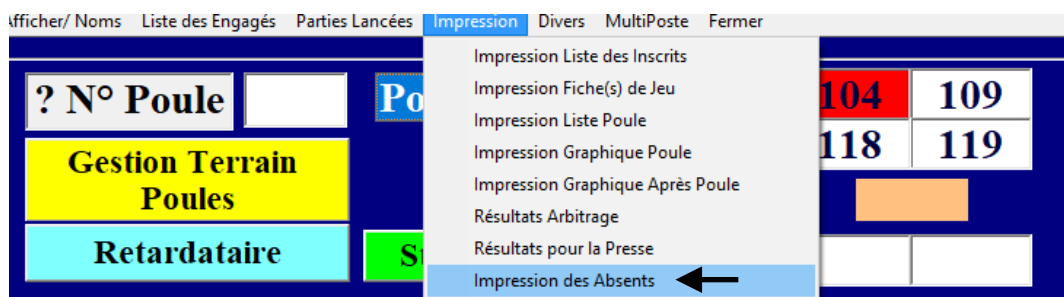 Afficher/ Noms Liste des Engagés Parties Lancées Impression Divers MultiPoste Fermer
Impression Liste des Inscrits
Impression Fiche(s) de Jeu
Impression Liste Poule
Impression Graphique Poule
Impression Graphique Après Poule
Résultats Arbitrage
Résultats pour la Presse
Impression des Absents
? N° Poule
Po
104 109
118 119
Gestion Terrain
Poules
Retardataire